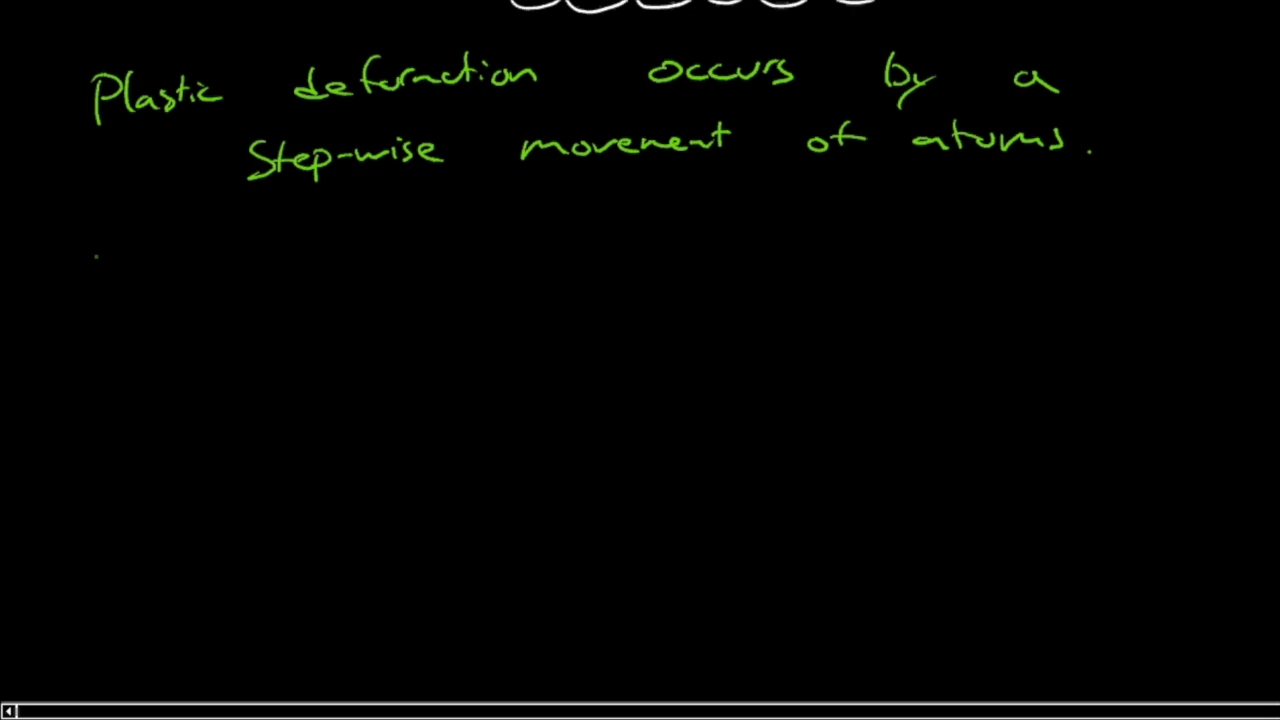 Plastic deformation occurs by a
Step-wise movement of atoms.